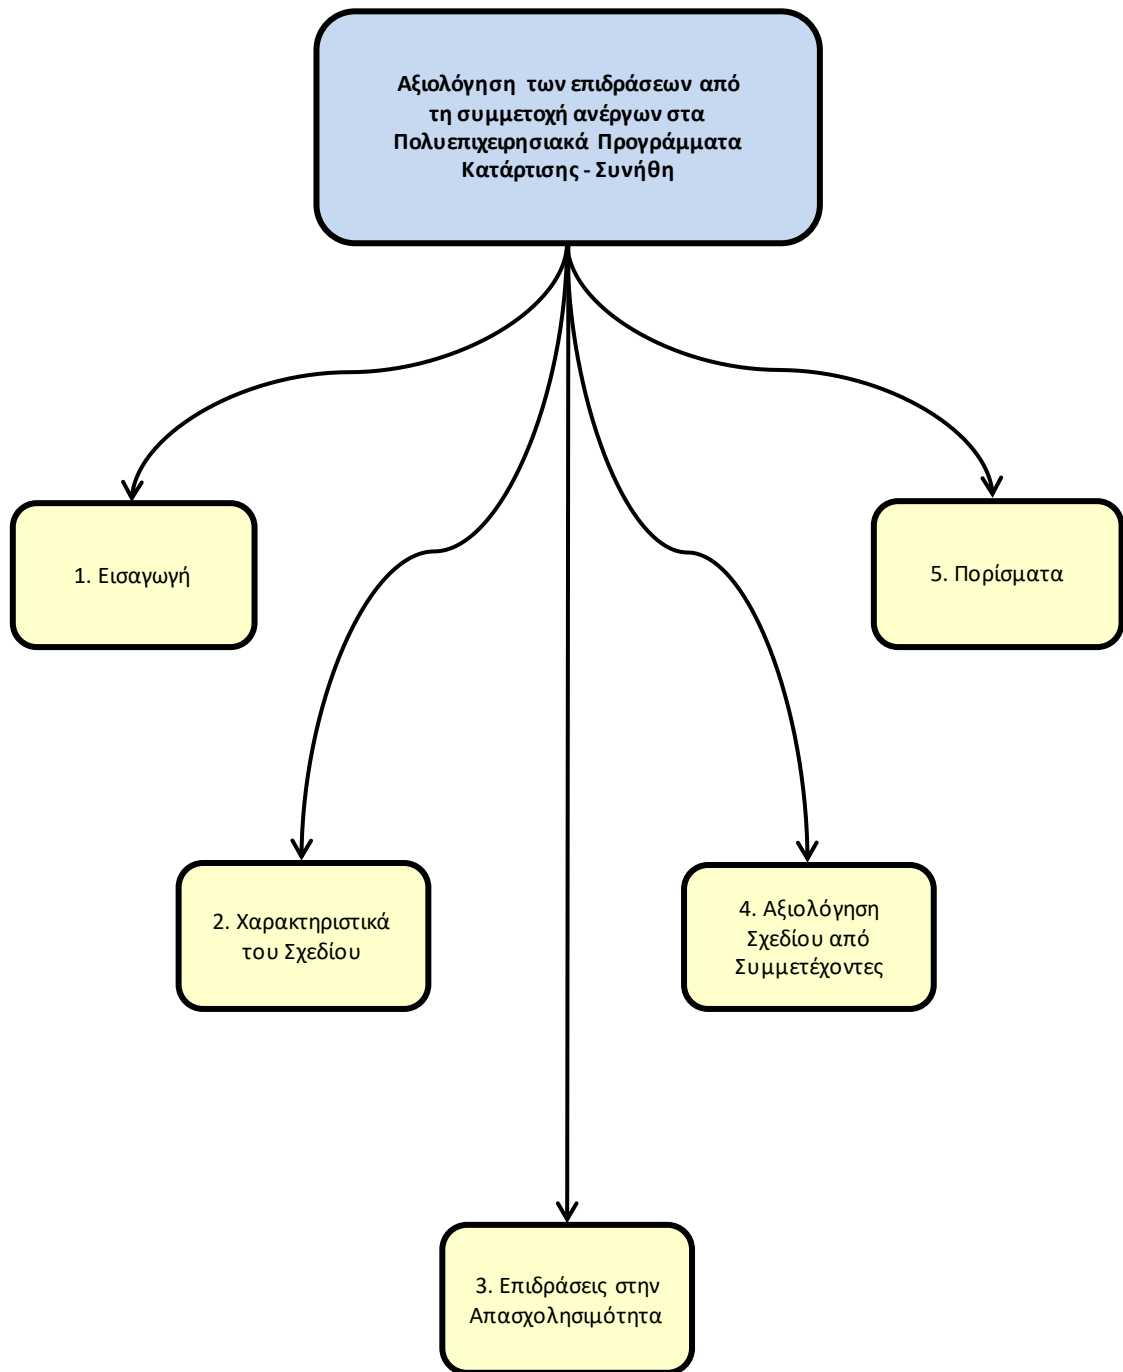 Αξιολόγηση των επιδράσεων από
τη συμμετοχή ανέργων στα
Πολυεπιχειρησιακά Προγράμματα
Κατάρτισης - Συνήθη
1. Εισαγωγή
5. Πορίσματα
2. Χαρακτηριστικά
του Σχεδίου
4. Αξιολόγηση
Σχεδίου από
Συμμετέχοντες
3. Επιδράσεις στην
Απασχολησιμότητα